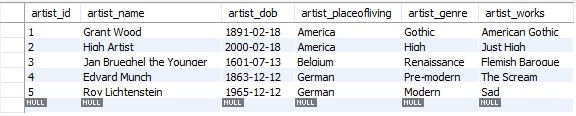 artist_id artist_name artist_dob artist_placeofliving artist_genre artist_works
1 Grant Wood 1891-02-18 America Gothic American Gothic
2 High Artist 2000-02-18 America High Just High
3 Jan Brueghel the Younger 1601-07-13 Belgium Renaissance Flemish Baroque
4 Edvard Munch 1863-12-12 German Pre-modern The Scream
5 Roy Lichtenstein 1965-12-12 German Modern Sad
NULL NULL NULL NULL NULL NULL